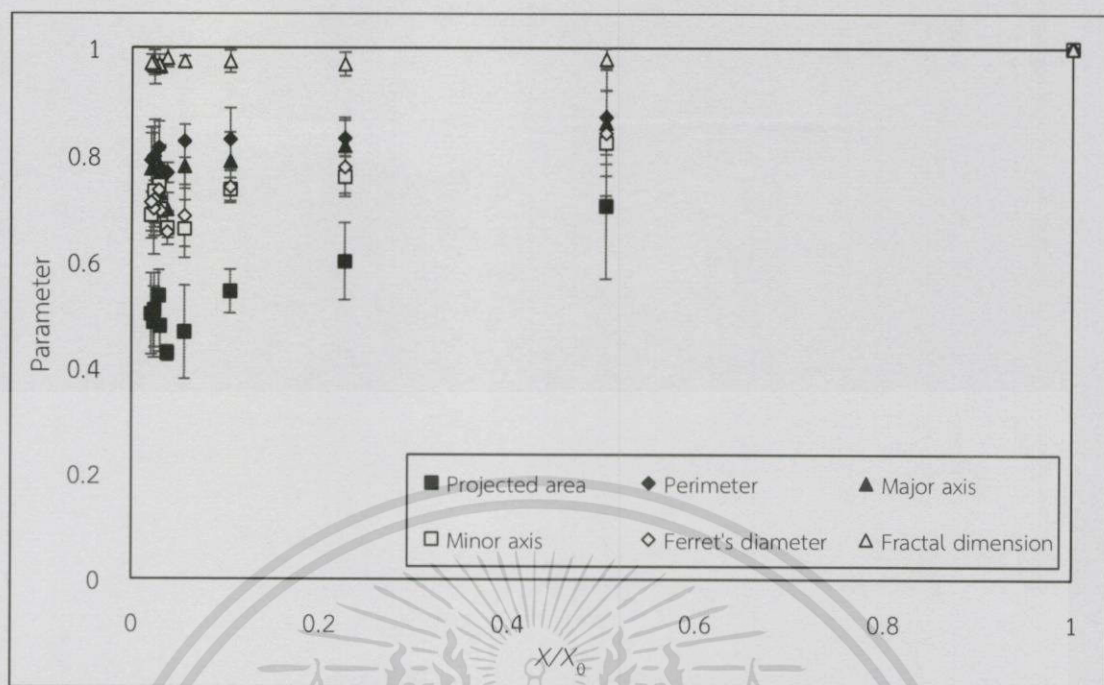 1
0.8
0.6
0.4
0.2
0
Parameter
Projected area Perimeter Major axis
Minor axis Ferret's diameter Fractal dimension
0 0.2 0.4 0.6 0.8 1
X/X₀